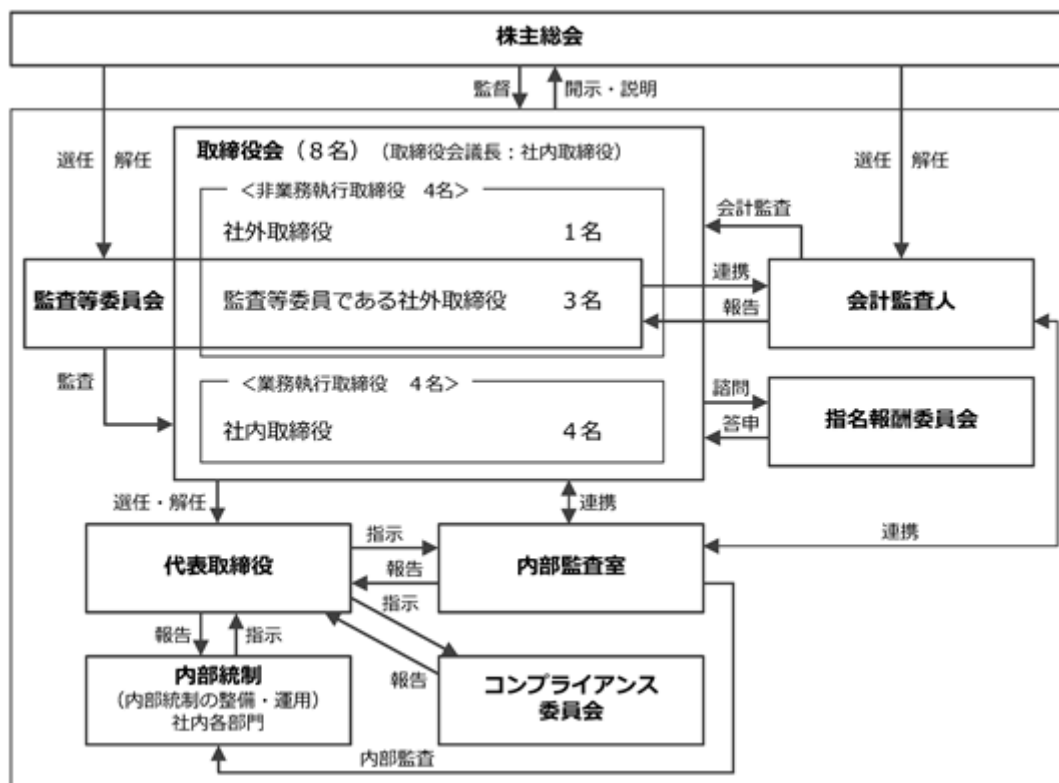 株主総会
監督
開示・説明
選任
解任
選任
解任
取締役会（８名）（取締役会議長：社内取締役）
＜非業務執行取締役　4名＞
社外取締役　１名
会計監査
監査等委員会
監査等委員である社外取締役　３名
連携
報告
会計監査人
監査
＜業務執行取締役　４名＞
社内取締役　４名
諮問
答申
指名報酬委員会
選任・解任
連携
連携
代表取締役
指示
報告
内部監査室
指示
報告
報告
指示
内部統制
（内部統制の整備・運用）
社内各部門
コンプライアンス
委員会
内部監査